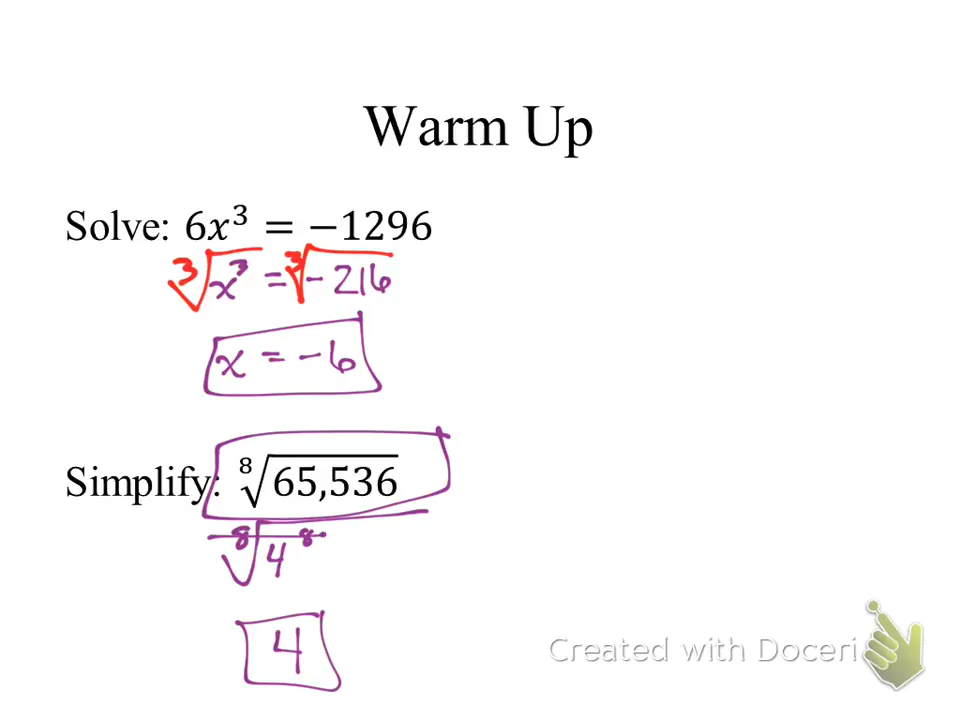 Warm Up
Solve: 6x³ = −1296
∛x³ = ∛-216
x = -6
Simplify: ⁸√65,536
⁸√4⁸
4
Created with Doceri